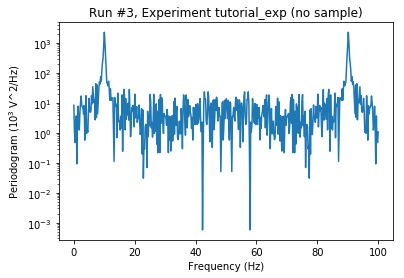 Run #3, Experiment tutorial_exp (no sample)
Periodogram (10³ V^2/Hz)
10³
10²
10¹
10⁰
10⁻¹
10⁻²
10⁻³
0 20 40 60 80 100
Frequency (Hz)